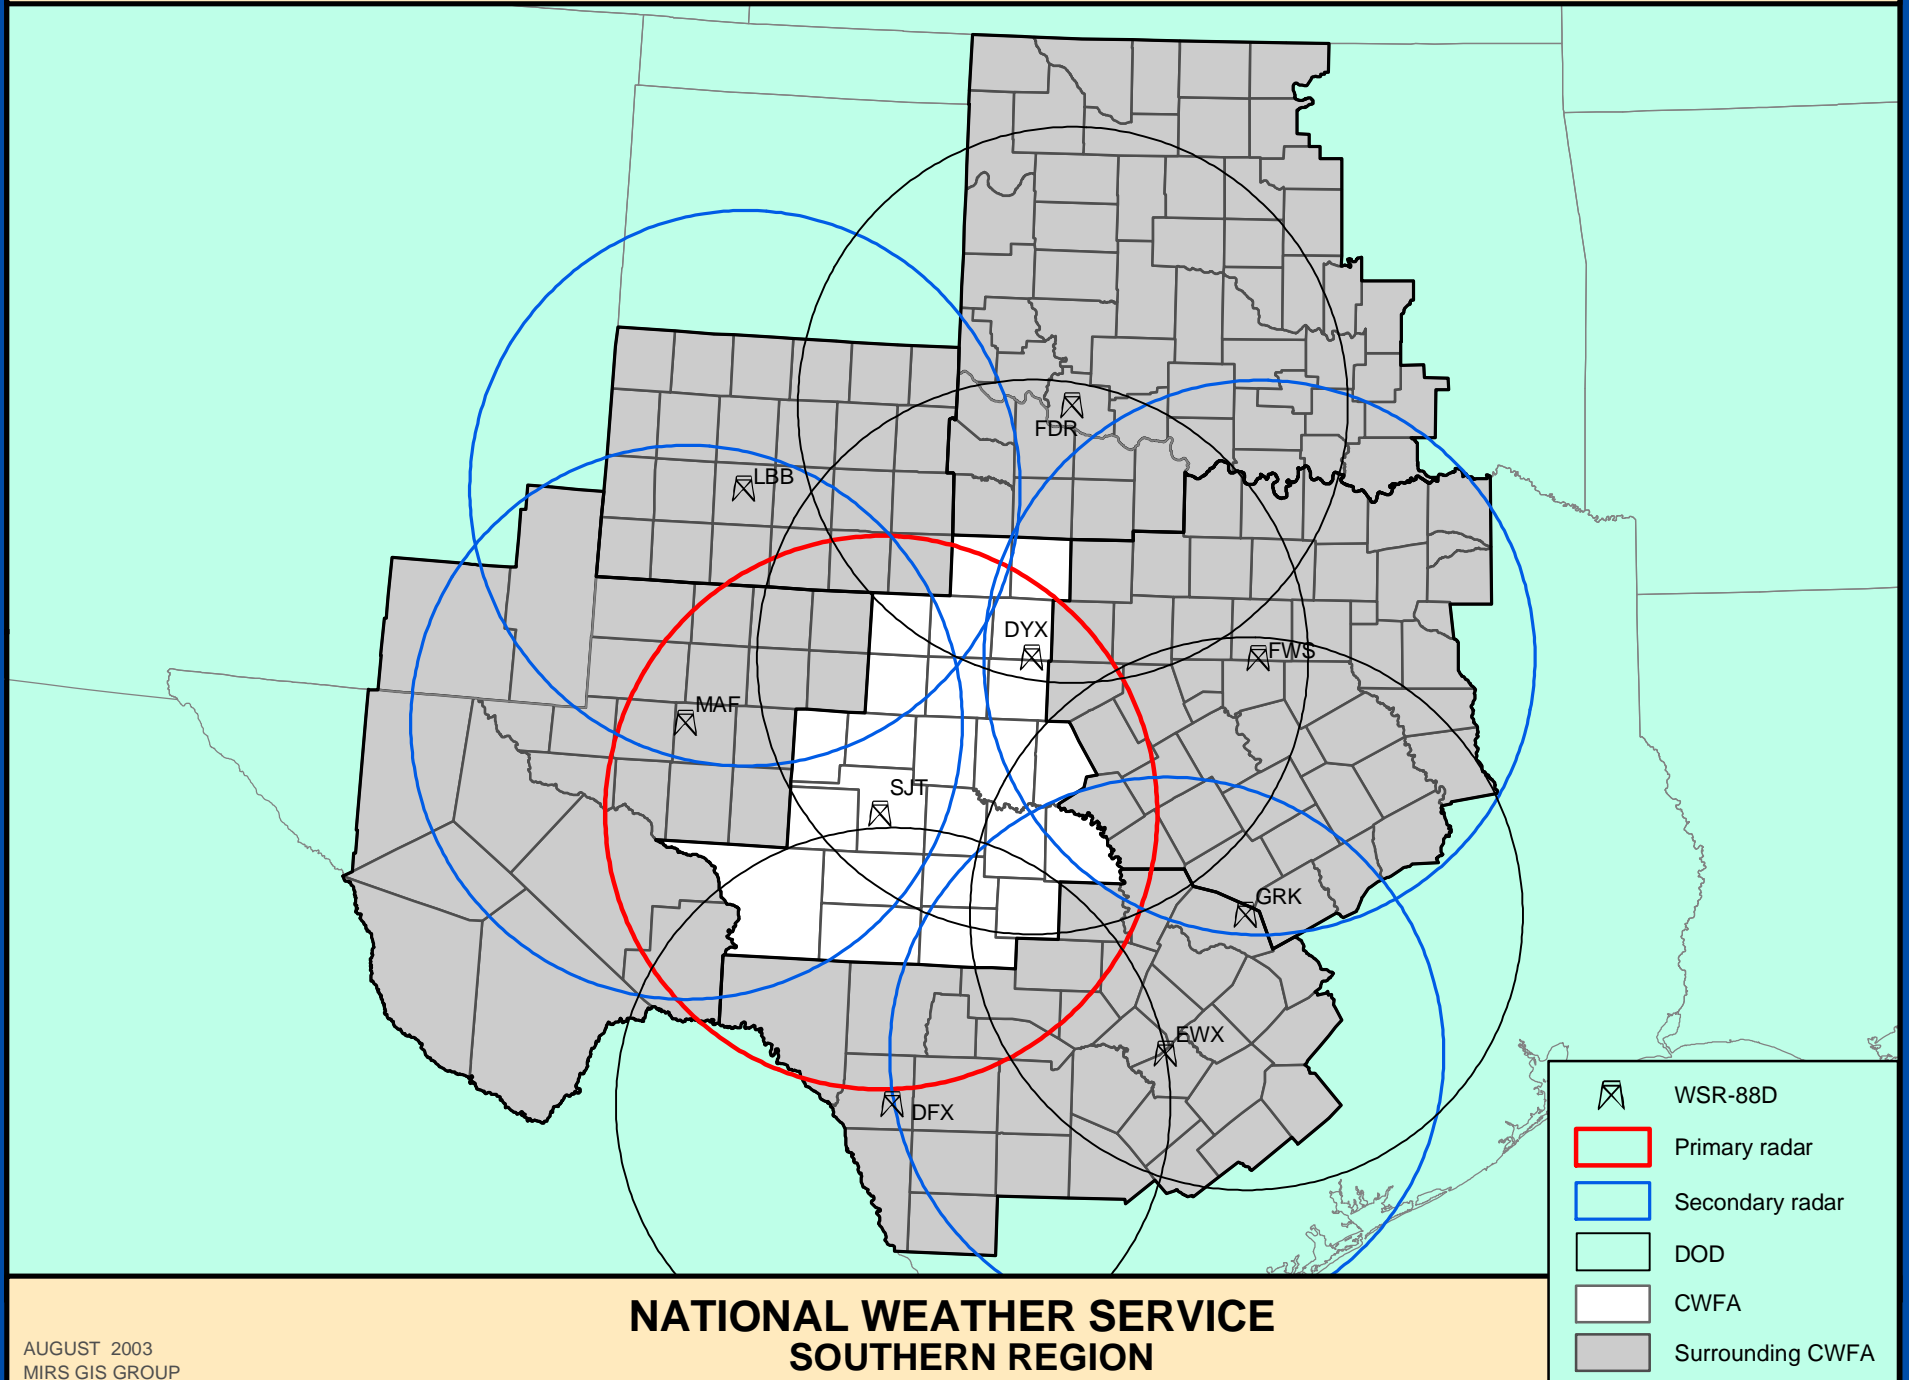 FDR
LBB
DYX
FWS
MAF
SJT
GRK
EWX
DFX
WSR-88D
Primary radar
Secondary radar
DOD
CWFA
Surrounding CWFA
NATIONAL WEATHER SERVICE
SOUTHERN REGION
AUGUST 2003
MIRS GIS GROUP